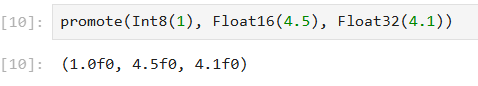 [10]: promote(Int8(1), Float16(4.5), Float32(4.1))
[10]: (1.0f0, 4.5f0, 4.1f0)